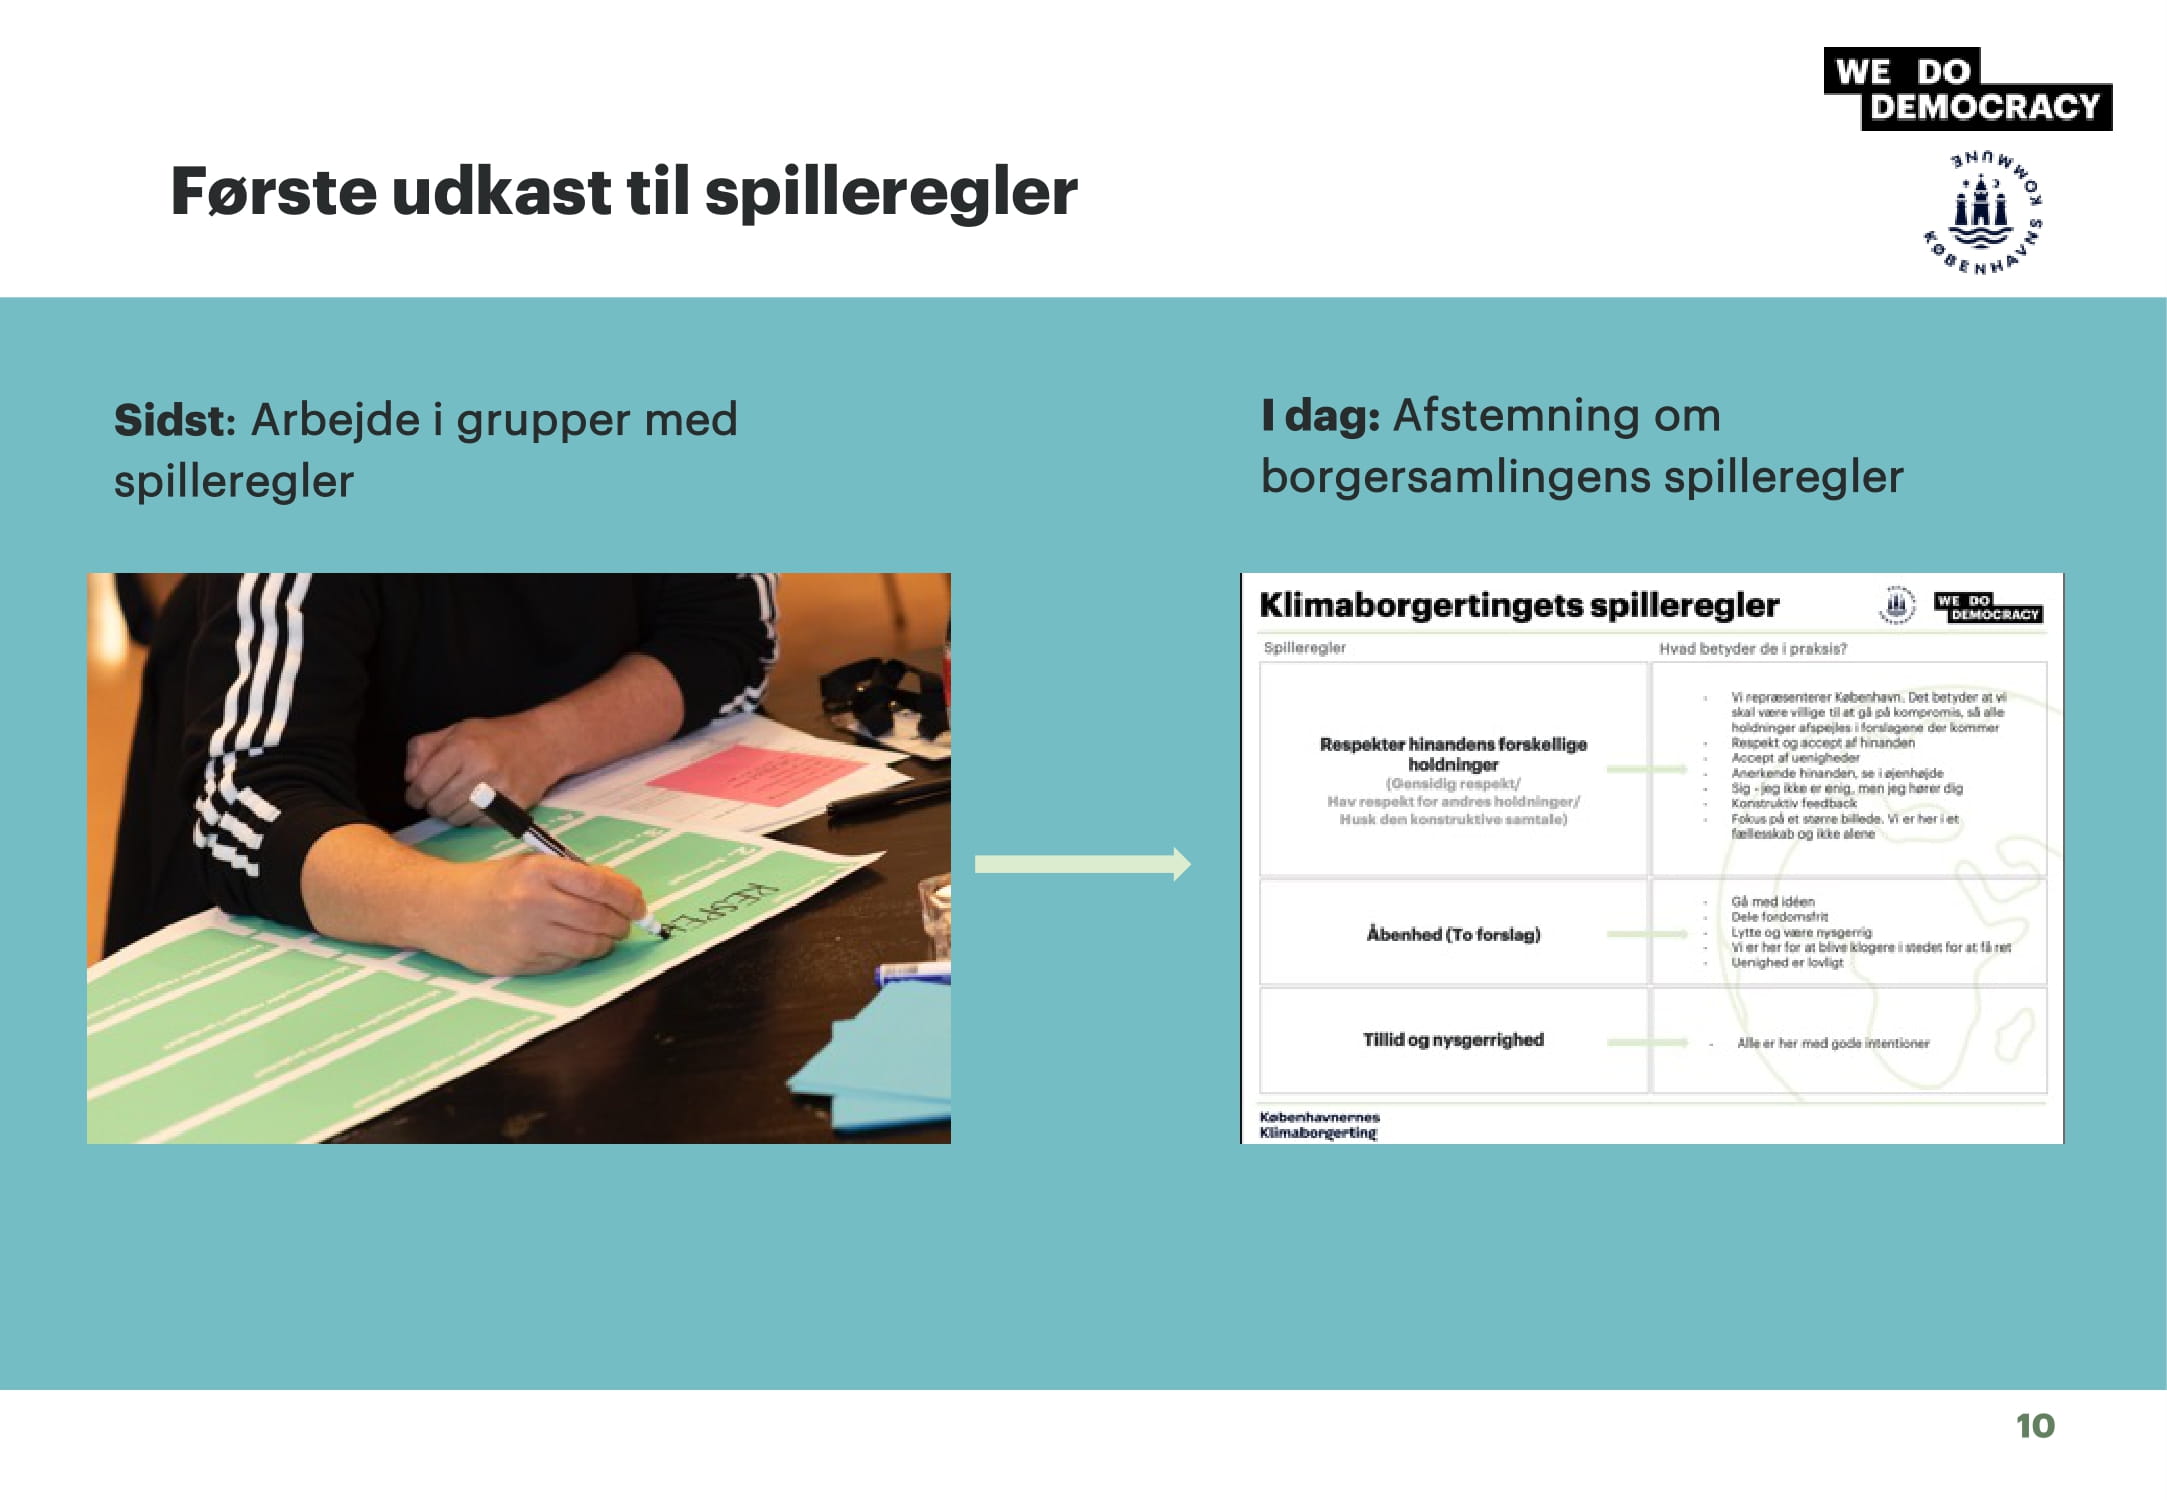 WE DO
DEMOCRACY
KØBENHAVNS KOMMUNE
Første udkast til spilleregler
Sidst: Arbejde i grupper med
spilleregler
I dag: Afstemning om
borgersamlingens spilleregler
RESPEK
2.
3.
4.
Klimaborgertingets spilleregler
WE DO
DEMOCRACY
Spilleregler
Hvad betyder de i praksis?
Respekter hinandens forskellige
holdninger
(Gensidig respekt/
Hav respekt for andres holdninger/
Husk den konstruktive samtale)
- Vi repræsenterer København. Det betyder at vi
skal være villige til at gå på kompromis, så alle
holdninger afspejles i forslagene der kommer
- Respekt og accept af hinanden
- Accept af uenigheder
- Anerkende hinanden, se i øjenhøjde
- Sig - jeg ikke er enig, men jeg hører dig
- Konstruktiv feedback
- Fokus på et større billede. Vi er her i et
fællesskab og ikke alene
Åbenhed (To forslag)
- Gå med idéen
- Dele fordomsfrit
- Lytte og være nysgerrig
- Vi er her for at blive klogere i stedet for at få ret
- Uenighed er lovligt
Tillid og nysgerrighed
- Alle er her med gode intentioner
Københavnernes
Klimaborgerting
10